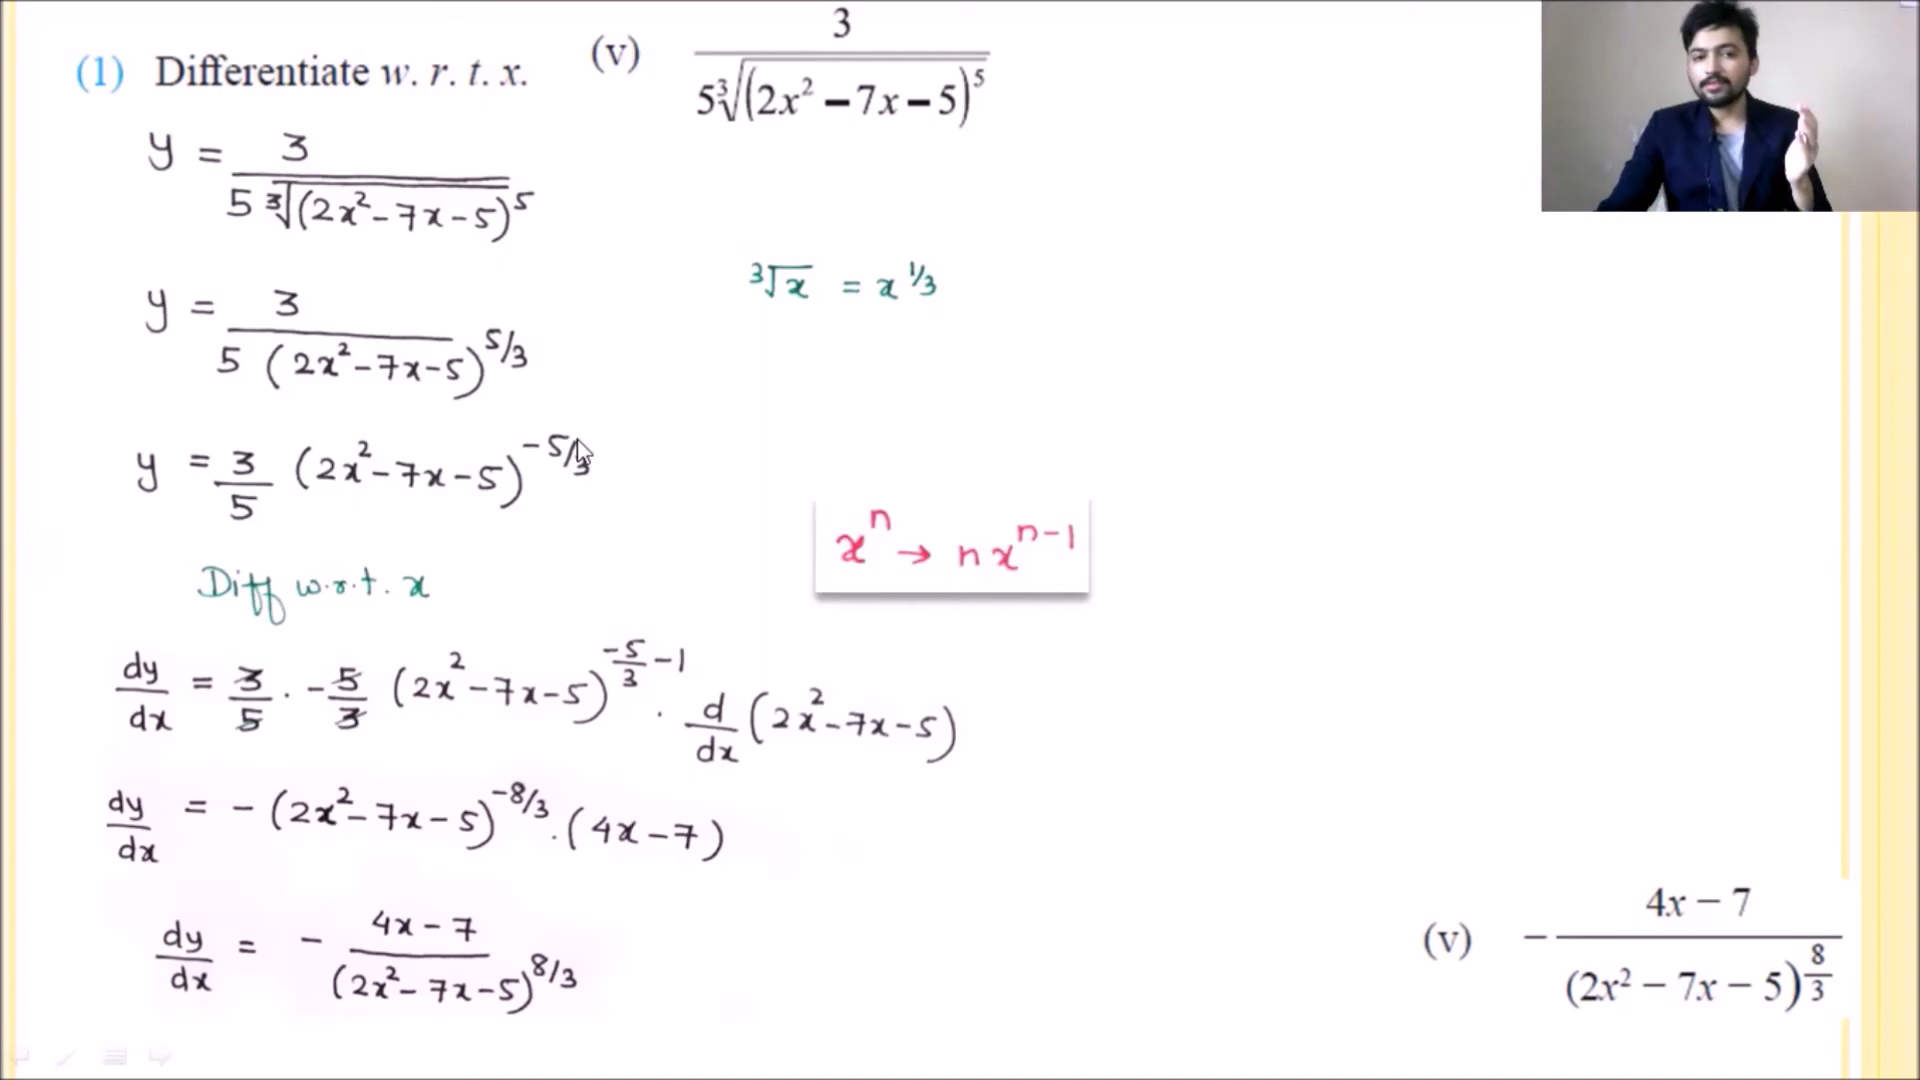 (1) Differentiate w. r. t. x. (v) 3 / 5∛(2x² − 7x − 5)⁵
y = 3 / 5 ∛(2x² − 7x − 5)⁵
∛x = x^1/3
y = 3 / 5 (2x² − 7x − 5)^5/3
y = 3/5 (2x² − 7x − 5)^−5/3
xⁿ → n x^n−1
Diff w.r.t. x
dy/dx = 3/5 · −5/3 (2x² − 7x − 5)^−5/3 −1 · d/dx (2x² − 7x − 5)
dy/dx = − (2x² − 7x − 5)^−8/3 · (4x − 7)
dy/dx = − 4x − 7 / (2x² − 7x − 5)^8/3
(v) − 4x − 7 / (2x² − 7x − 5)^8/3